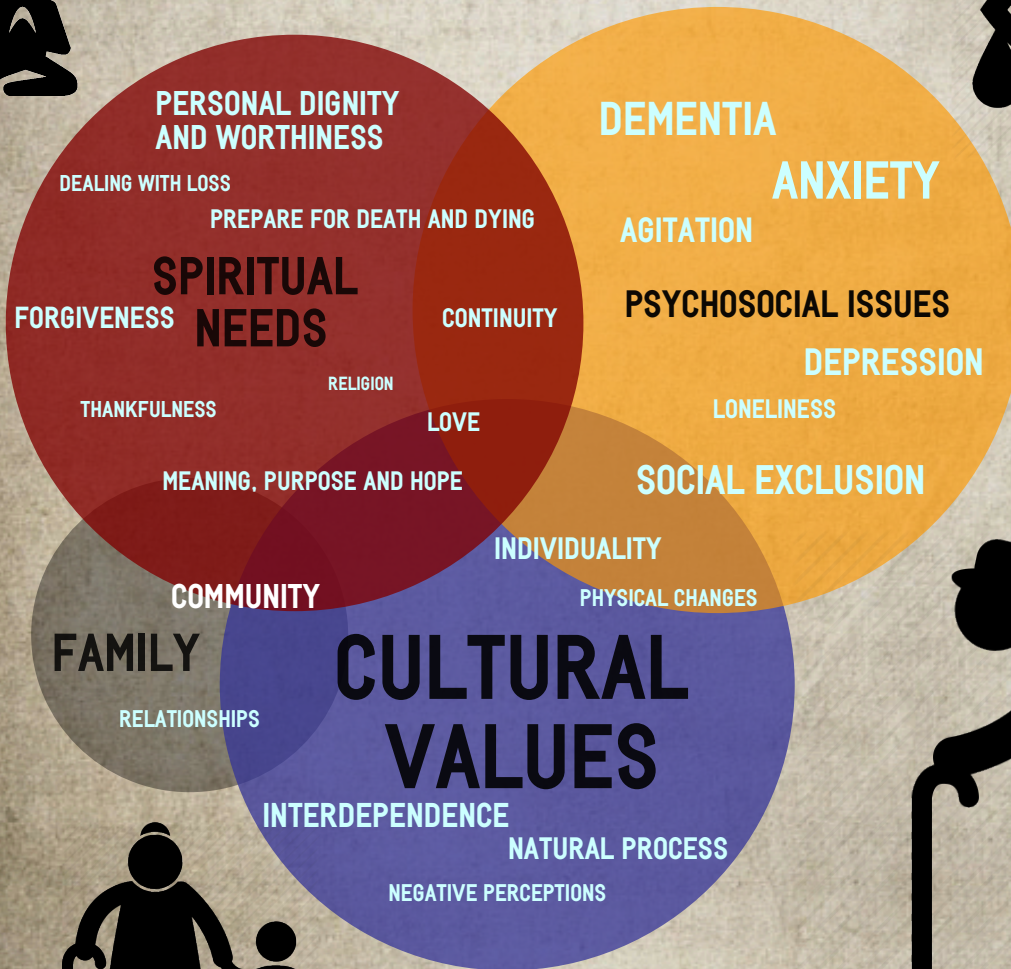 PERSONAL DIGNITY
AND WORTHINESS
DEALING WITH LOSS
PREPARE FOR DEATH AND DYING
SPIRITUAL
NEEDS
FORGIVENESS
CONTINUITY
RELIGION
THANKFULNESS
LOVE
MEANING, PURPOSE AND HOPE
DEMENTIA
ANXIETY
AGITATION
PSYCHOSOCIAL ISSUES
DEPRESSION
LONELINESS
SOCIAL EXCLUSION
INDIVIDUALITY
PHYSICAL CHANGES
COMMUNITY
FAMILY
RELATIONSHIPS
CULTURAL
VALUES
INTERDEPENDENCE
NATURAL PROCESS
NEGATIVE PERCEPTIONS